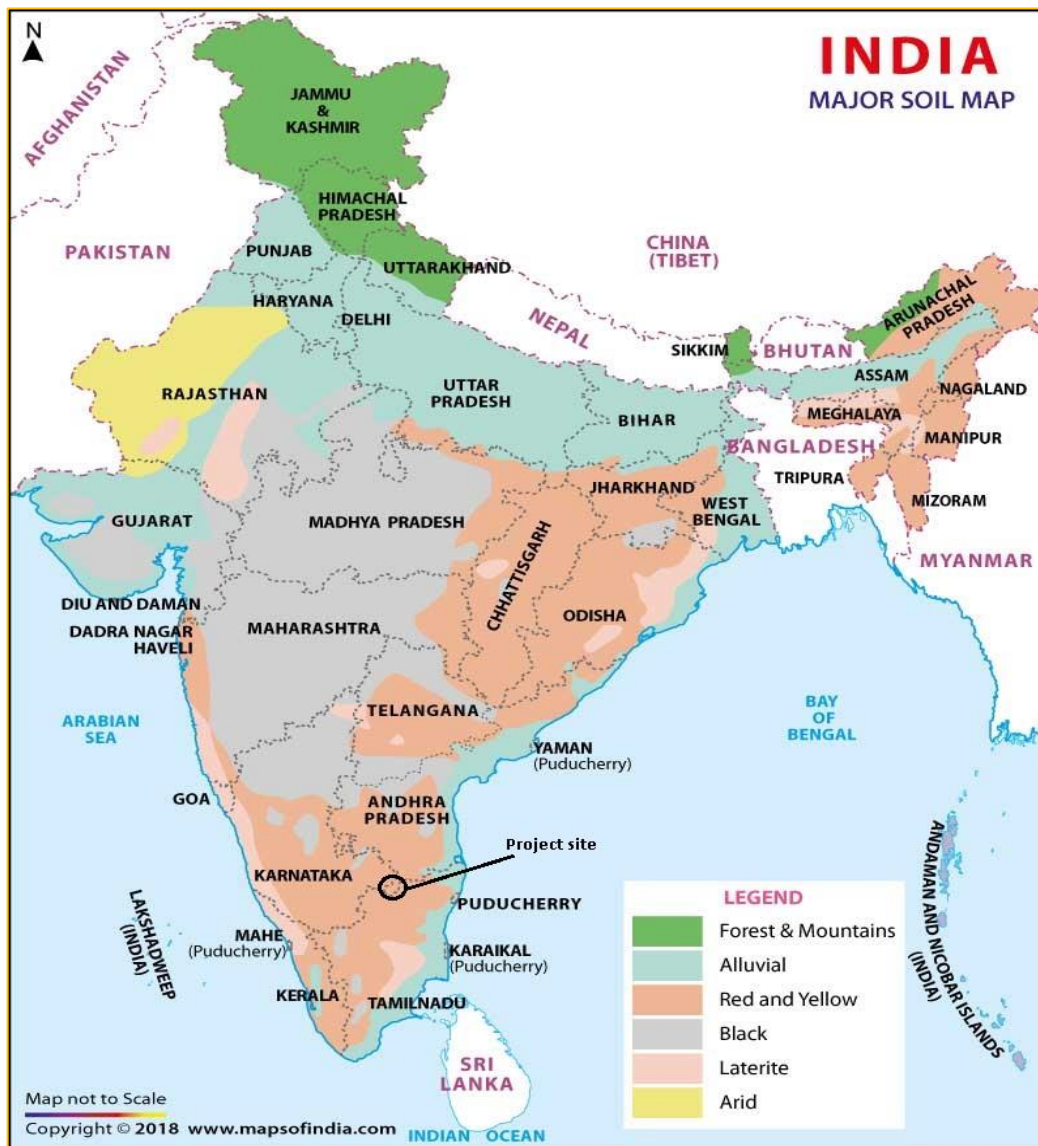 N
INDIA
MAJOR SOIL MAP
AFGHANISTAN
JAMMU
&
KASHMIR
HIMACHAL
PRADESH
PAKISTAN
PUNJAB
UTTARAKHAND
CHINA
(TIBET)
HARYANA
DELHI
NEPAL
ARUNACHAL
PRADESH
SIKKIM
BHUTAN
RAJASTHAN
UTTAR
PRADESH
ASSAM
NAGALAND
BIHAR
MEGHALAYA
MANIPUR
BANGLADESH
TRIPURA
MIZORAM
JHARKHAND
WEST
BENGAL
GUJARAT
MADHYA PRADESH
MYANMAR
CHHATTISGARH
DIU AND DAMAN
DADRA NAGAR
HAVELI
MAHARASHTRA
ODISHA
ARABIAN
SEA
TELANGANA
BAY
OF
BENGAL
YAMAN
(Puducherry)
GOA
ANDHRA
PRADESH
Project site
KARNATAKA
PUDUCHERRY
LAKSHADWEEP
(INDIA)
MAHE
(Puducherry)
KARAIKAL
(Puducherry)
KERALA
TAMILNADU
SRI
LANKA
ANDAMAN AND NICOBAR ISLANDS
(INDIA)
LEGEND
Forest & Mountains
Alluvial
Red and Yellow
Black
Laterite
Arid
Map not to Scale
Copyright © 2018 www.mapsofindia.com
INDIAN OCEAN